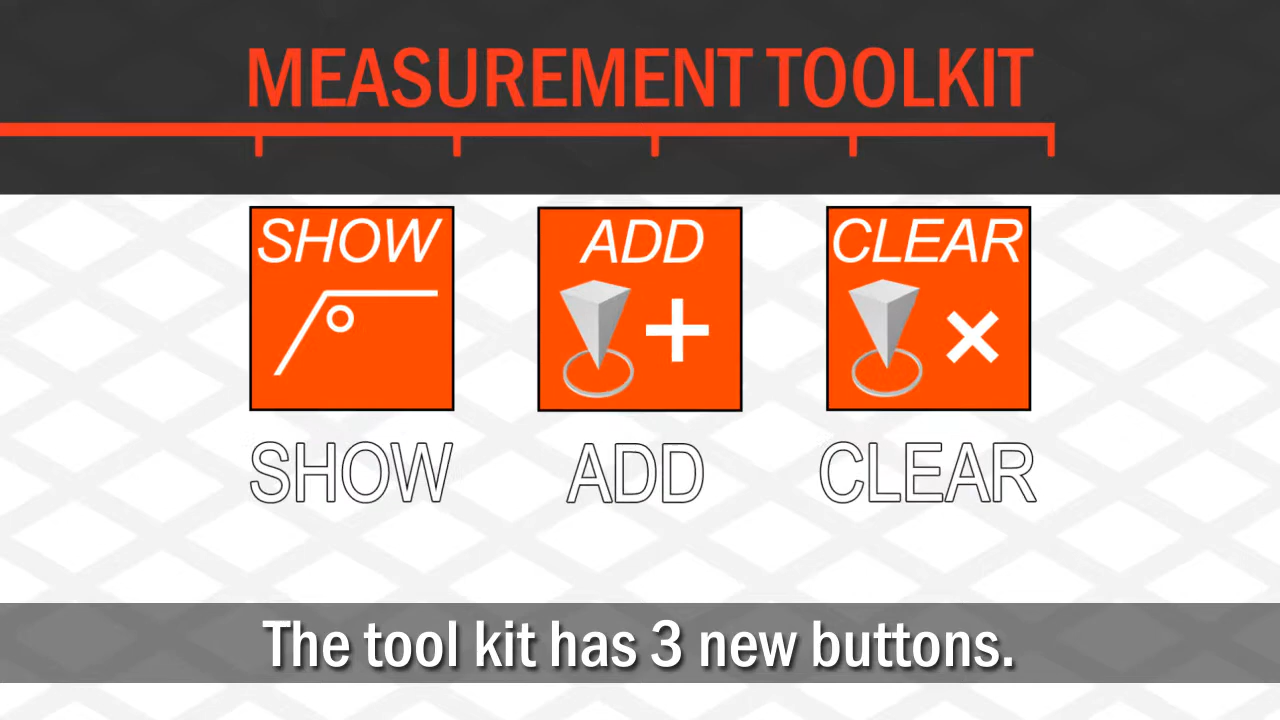 MEASUREMENT TOOLKIT
SHOW
ADD
CLEAR
SHOW
ADD
CLEAR
The tool kit has 3 new buttons.